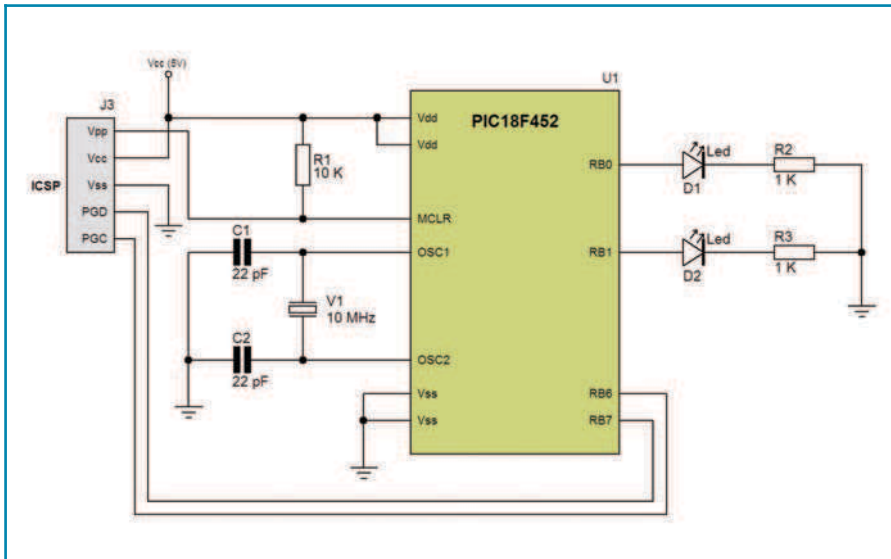 Vcc (5V)
J3
U1
Vpp
Vcc
Vss
PGD
PGC
ICSP
R1
10 K
C1
22 pF
V1
10 MHz
C2
22 pF
PIC18F452
Vdd
Vdd
MCLR
OSC1
OSC2
Vss
Vss
RB0
RB1
RB6
RB7
Led
D1
R2
1 K
Led
D2
R3
1 K